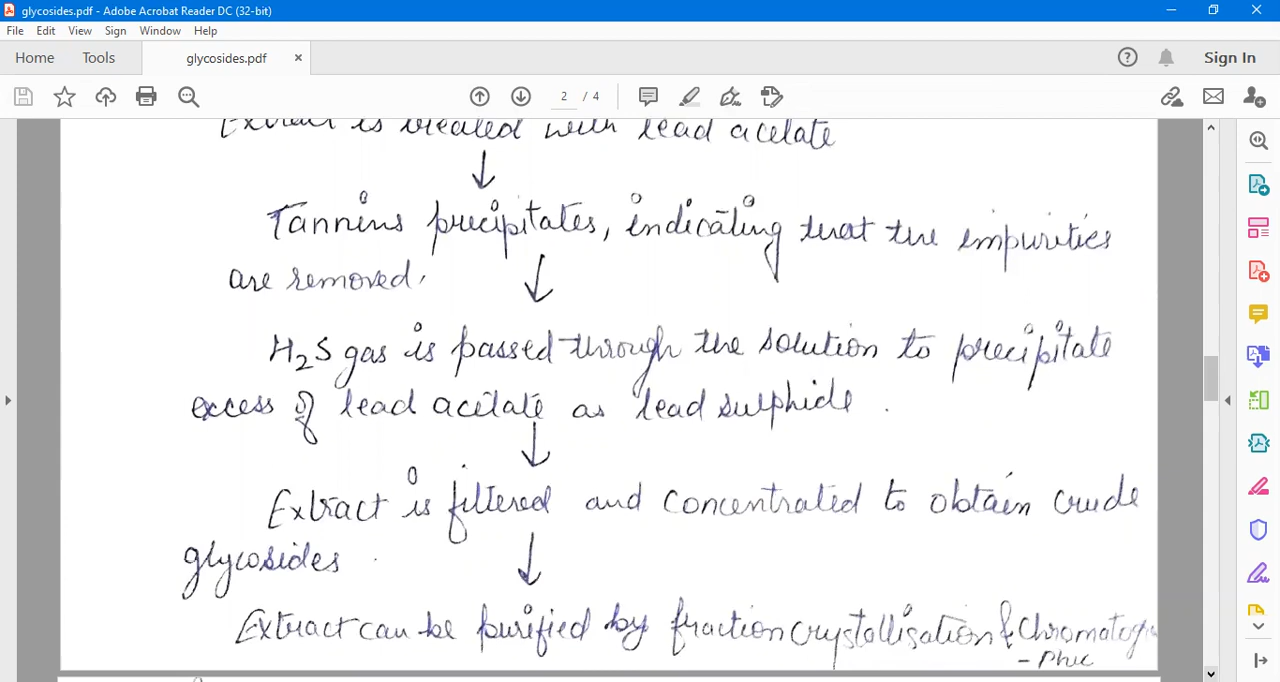 glycosides.pdf - Adobe Acrobat Reader DC (32-bit)
File Edit View Sign Window Help
Home Tools glycosides.pdf × Sign In
2 / 4
Extract is treated with lead acetate
Tannins precipitates, indicating that the impurities
are removed.
H₂S gas is passed through the solution to precipitate
excess of lead acetate as lead sulphide.
Extract is filtered and concentrated to obtain crude
glycosides.
Extract can be purified by fraction crystallisation &